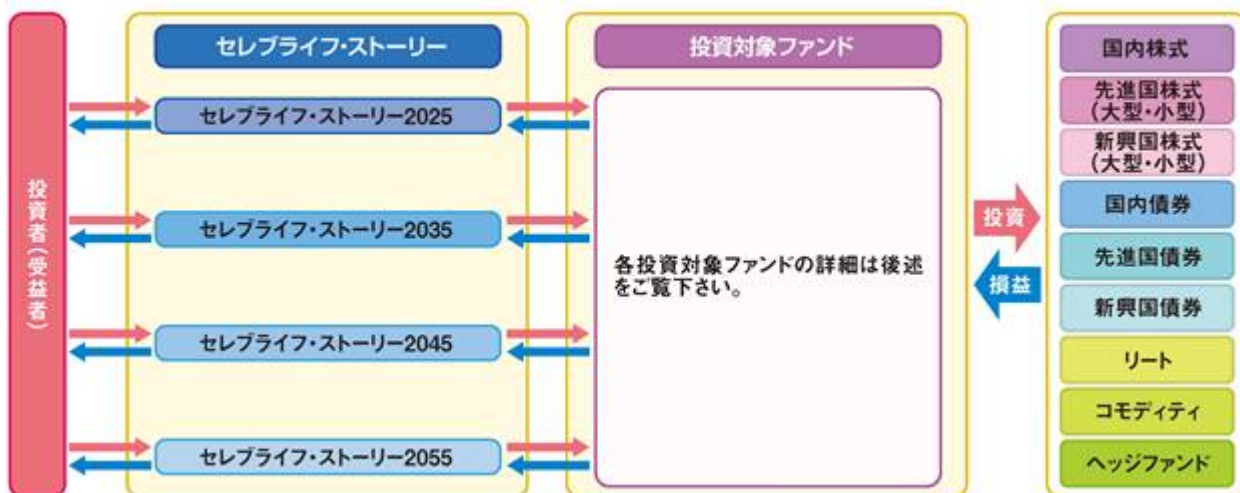 投資者(受益者)
セレブライフ・ストーリー
セレブライフ・ストーリー2025
セレブライフ・ストーリー2035
セレブライフ・ストーリー2045
セレブライフ・ストーリー2055
投資対象ファンド
各投資対象ファンドの詳細は後述
をご覧下さい。
投資
損益
国内株式
先進国株式
(大型・小型)
新興国株式
(大型・小型)
国内債券
先進国債券
新興国債券
リート
コモディティ
ヘッジファンド